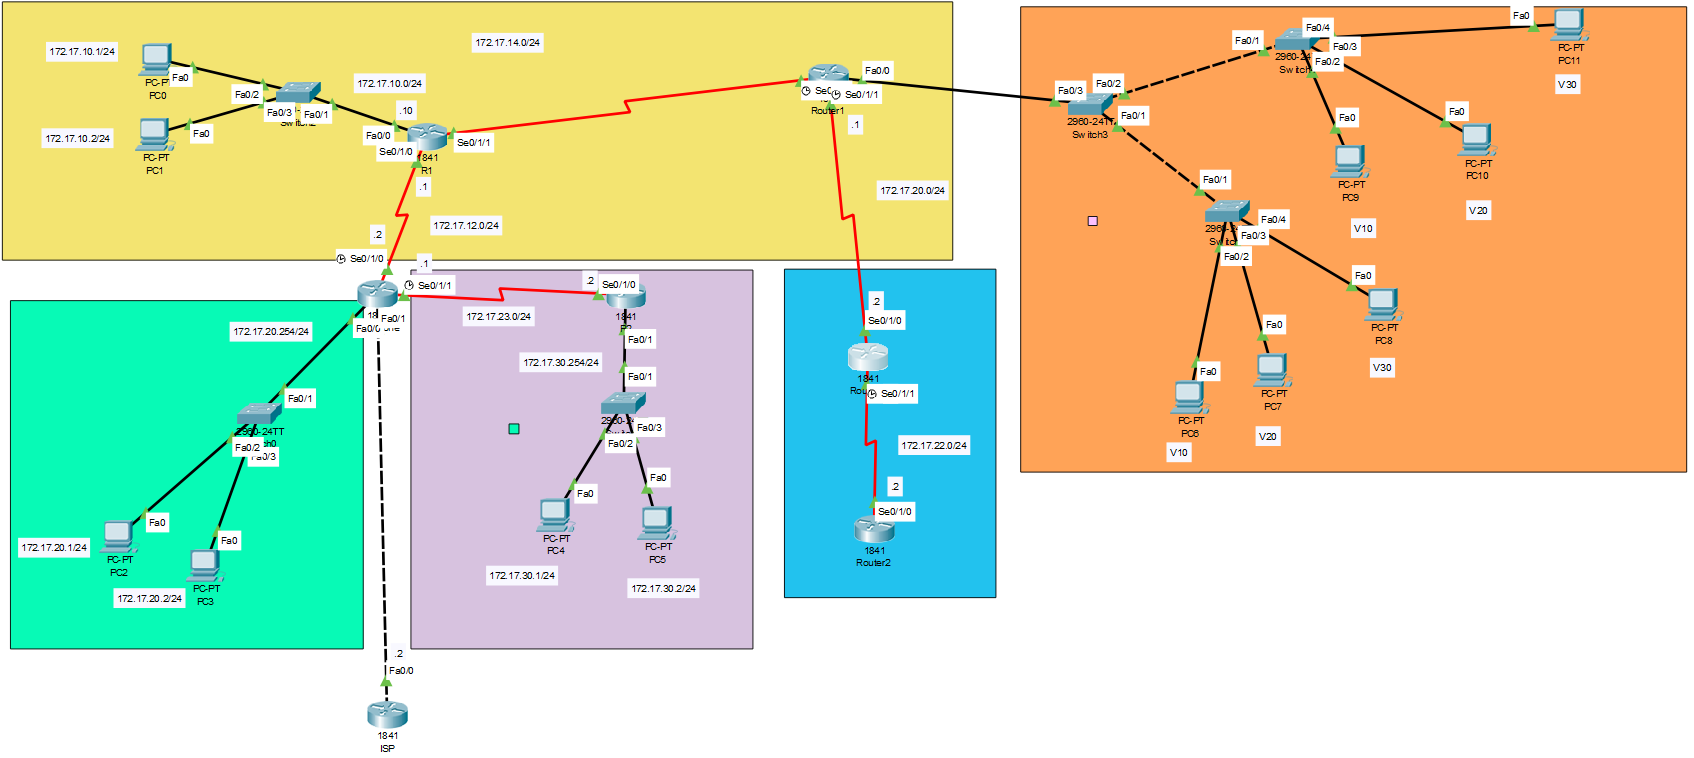 172.17.10.1/24
PC-PT
PC0
Fa0
Fa0/2
Fa0/3
Fa0/1
172.17.10.2/24
Fa0
PC-PT
PC1
172.17.10.0/24
.10
Fa0/0
Se0/1/0
1841
R1
Se0/1/1
.1
172.17.14.0/24
Fa0/0
Se0/1/1
Router1
.1
172.17.20.0/24
172.17.12.0/24
.2
Se0/1/0
.1
Se0/1/1
Fa0/1
Fa0/0
172.17.20.254/24
172.17.23.0/24
.2
Se0/1/0
1841
Fa0/1
172.17.30.254/24
Fa0/1
Fa0/3
Fa0/2
Fa0
PC-PT
PC4
Fa0
PC-PT
PC5
172.17.30.1/24
172.17.30.2/24
Fa0/1
2960-24TT
Fa0/2
Fa0/3
Fa0
PC-PT
PC2
172.17.20.1/24
Fa0
PC-PT
PC3
172.17.20.2/24
.2
Fa0/0
1841
ISP
.2
Se0/1/0
1841
Se0/1/1
172.17.22.0/24
.2
Se0/1/0
1841
Router2
Fa0/3
Fa0/2
Fa0/1
2960-24TT
Switch3
Fa0/1
Fa0/4
Fa0/3
Fa0/2
Fa0
PC-PT
PC11
V30
Fa0
PC-PT
PC10
V20
Fa0
PC-PT
PC9
V10
Fa0/1
Fa0/4
Fa0/3
Fa0/2
Fa0
PC-PT
PC8
V30
Fa0
PC-PT
PC7
V20
Fa0
PC-PT
PC6
V10